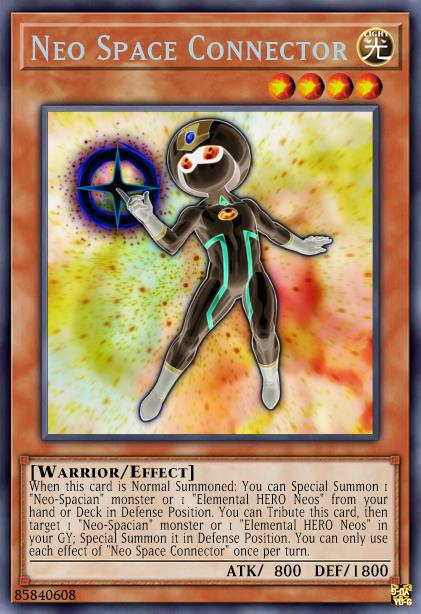 NEO SPACE CONNECTOR
LIGHT
光
[WARRIOR/EFFECT]
When this card is Normal Summoned: You can Special Summon 1
"Neo-Spacian" monster or 1 "Elemental HERO Neos" from your
hand or Deck in Defense Position. You can Tribute this card, then
target 1 "Neo-Spacian" monster or 1 "Elemental HERO Neos" in
your GY; Special Summon it in Defense Position. You can only use
each effect of "Neo Space Connector" once per turn.
ATK/ 800 DEF/1800
85840608